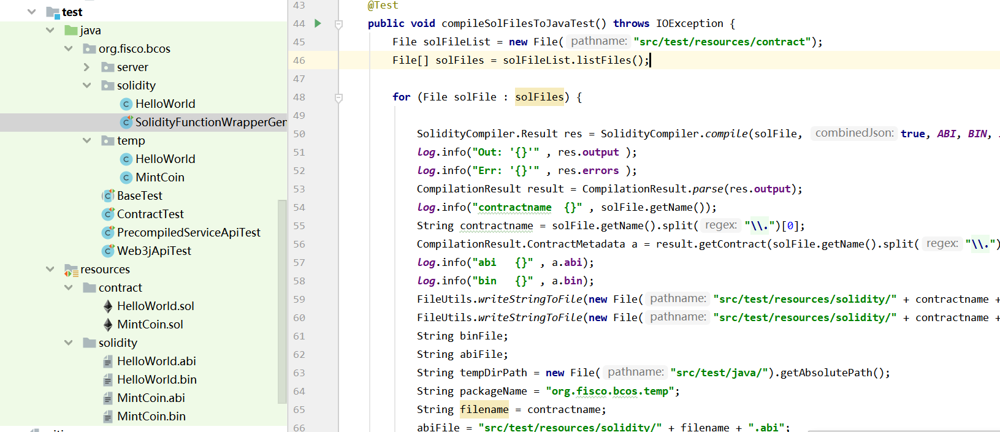 test
java
org.fisco.bcos
server
solidity
HelloWorld
SolidityFunctionWrapperGen
temp
HelloWorld
MintCoin
BaseTest
ContractTest
PrecompiledServiceApiTest
Web3jApiTest
resources
contract
HelloWorld.sol
MintCoin.sol
solidity
HelloWorld.abi
HelloWorld.bin
MintCoin.abi
MintCoin.bin
43 @Test
44 public void compileSolFilesToJavaTest() throws IOException {
45 File solFileList = new File( pathname: "src/test/resources/contract");
46 File[] solFiles = solFileList.listFiles();
47
48 for (File solFile : solFiles) {
49
50 SolidityCompiler.Result res = SolidityCompiler.compile(solFile, combinedJson: true, ABI, BIN,
51 log.info("Out: '{}'" , res.output );
52 log.info("Err: '{}'" , res.errors );
53 CompilationResult result = CompilationResult.parse(res.output);
54 log.info("contractname  {}" , solFile.getName());
55 String contractname = solFile.getName().split( regex: "\\.")[0];
56 CompilationResult.ContractMetadata a = result.getContract(solFile.getName().split( regex: "\\.")
57 log.info("abi   {}" , a.abi);
58 log.info("bin   {}" , a.bin);
59 FileUtils.writeStringToFile(new File( pathname: "src/test/resources/solidity/" + contractname +
60 FileUtils.writeStringToFile(new File( pathname: "src/test/resources/solidity/" + contractname +
61 String binFile;
62 String abiFile;
63 String tempDirPath = new File( pathname: "src/test/java/").getAbsolutePath();
64 String packageName = "org.fisco.bcos.temp";
65 String filename = contractname;
66 abiFile = "src/test/resources/solidity/" + filename + ".abi";